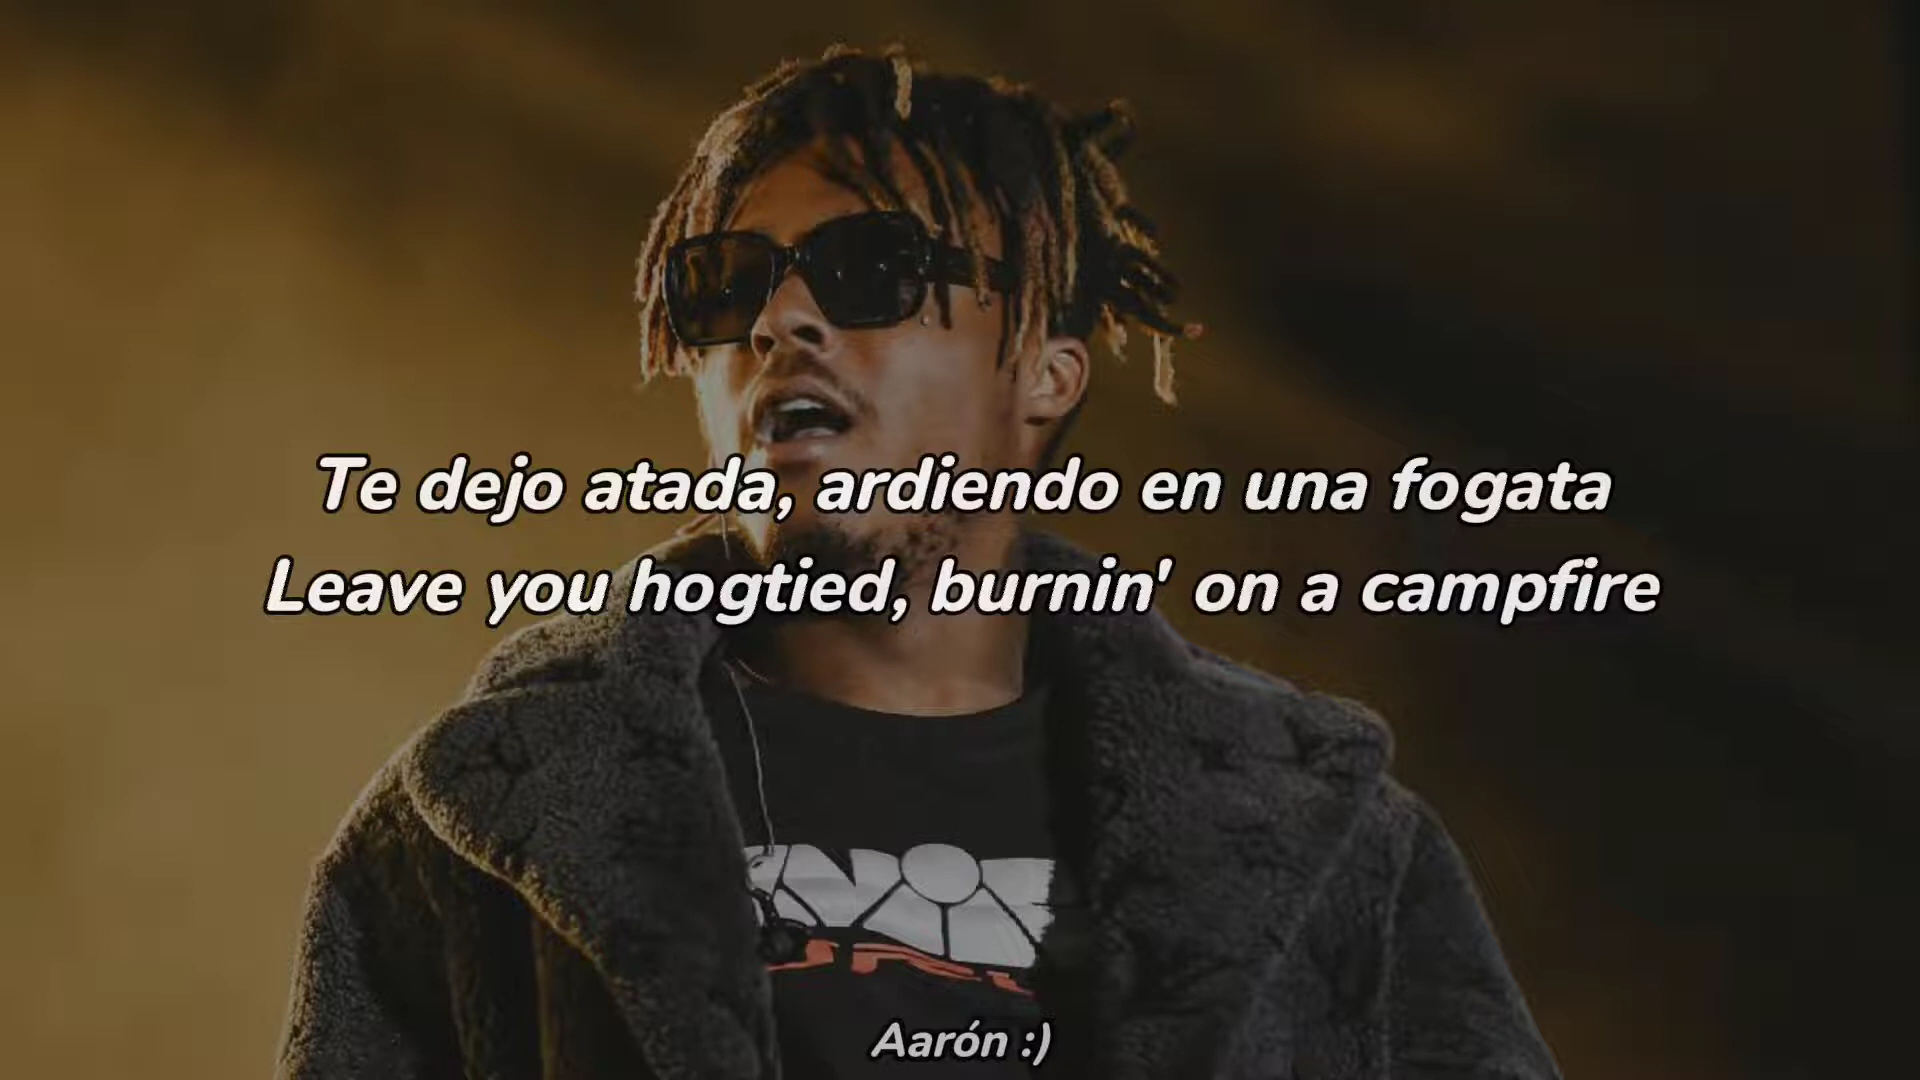 Te dejo atada, ardiendo en una fogata
Leave you hogtied, burnin' on a campfire
Aarón :)